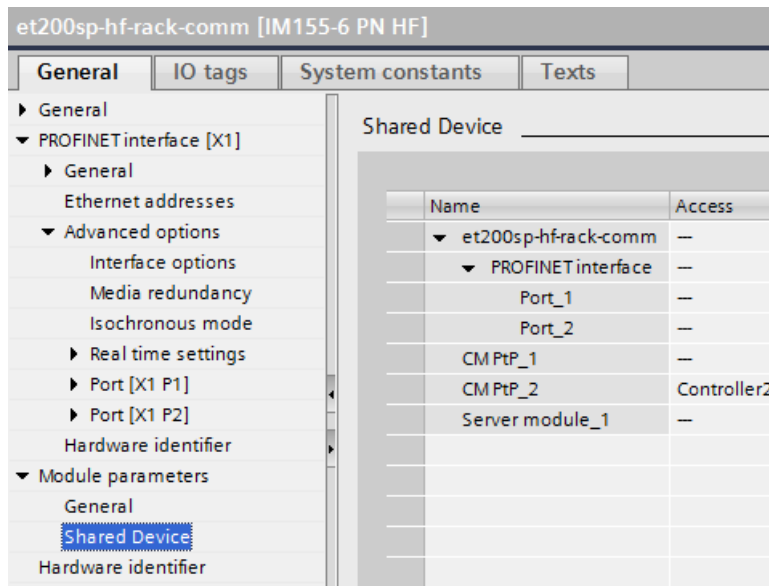 et200sp-hf-rack-comm [IM155-6 PN HF]
General IO tags System constants Texts
General
PROFINET interface [X1]
General
Ethernet addresses
Advanced options
Interface options
Media redundancy
Isochronous mode
Real time settings
Port [X1 P1]
Port [X1 P2]
Hardware identifier
Module parameters
General
Shared Device
Hardware identifier
Shared Device
Name Access
et200sp-hf-rack-comm ---
PROFINET interface ---
Port_1 ---
Port_2 ---
CM PtP_1 ---
CM PtP_2 Controller2
Server module_1 ---